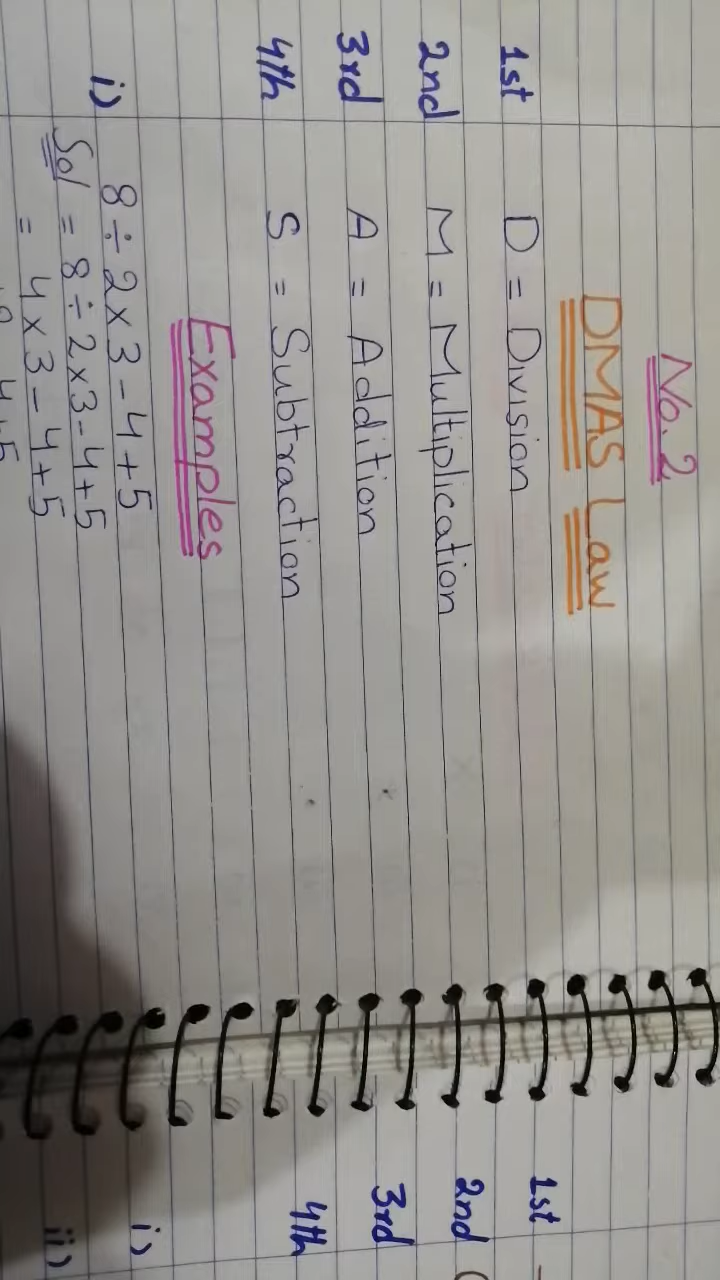 No.2
DMAS Law
1st D = Division
2nd M = Multiplication
3rd A = Addition
4th S = Subtraction
Examples
i) 8 ÷ 2 x 3 - 4 + 5
Sol = 8 ÷ 2 x 3 - 4 + 5
= 4 x 3 - 4 + 5
1st
2nd
3rd
4th
i)
ii)